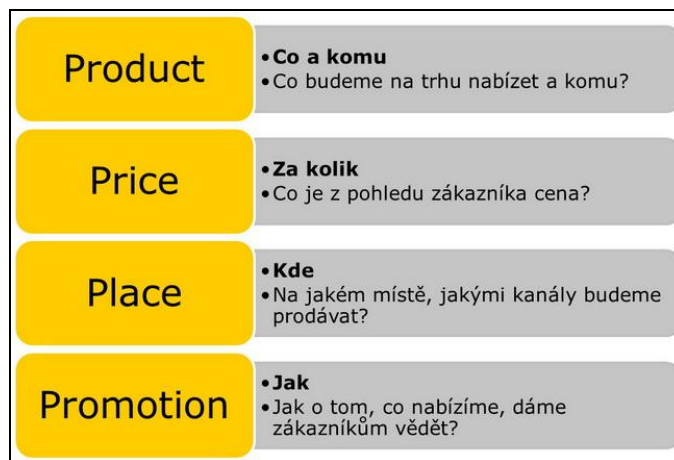 Product
• Co a komu
• Co budeme na trhu nabízet a komu?
Price
• Za kolik
• Co je z pohledu zákazníka cena?
Place
• Kde
• Na jakém místě, jakými kanály budeme
prodávat?
Promotion
• Jak
• Jak o tom, co nabízíme, dáme
zákazníkům vědět?